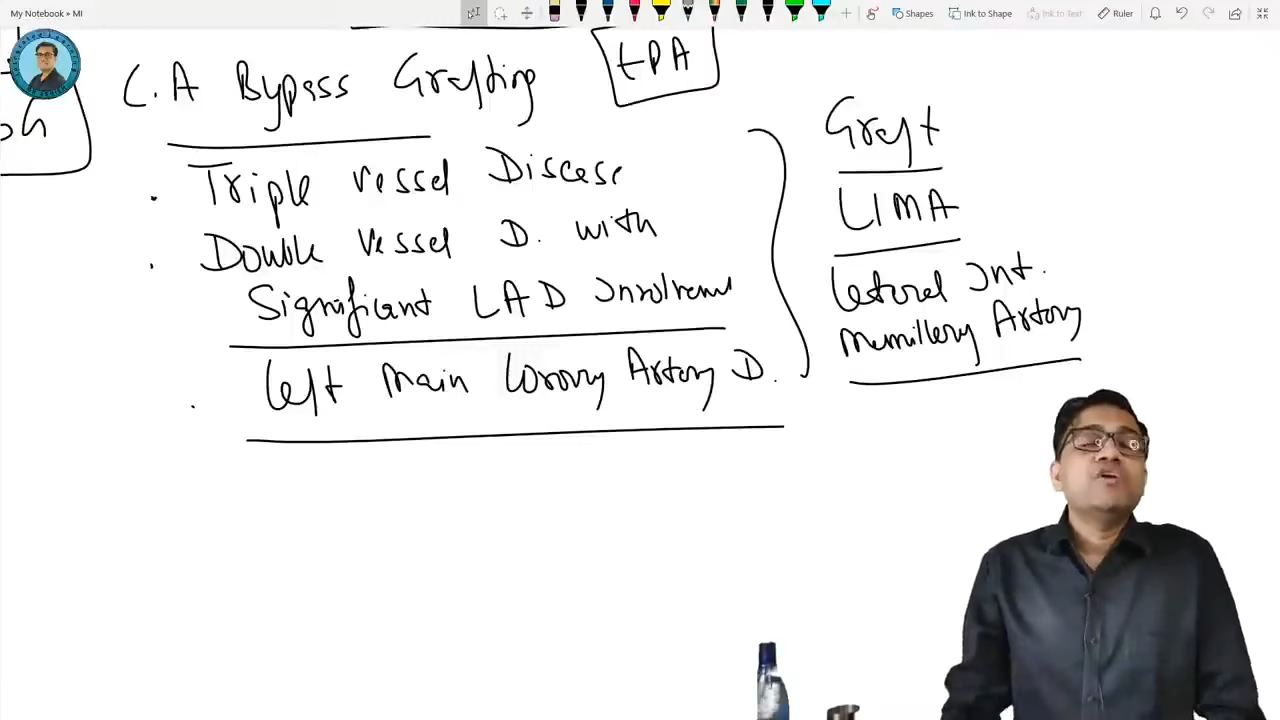 My Notebook » MI
Shapes
Ink to Shape
Ink to Text
Ruler
C.A Bypass Grafting
tPA
Triple Vessel Disease
Double Vessel D. with
Significant LAD Involvement
Left Main Coronary Artery D.
Graft
LIMA
lateral Int.
Mammillary Artery